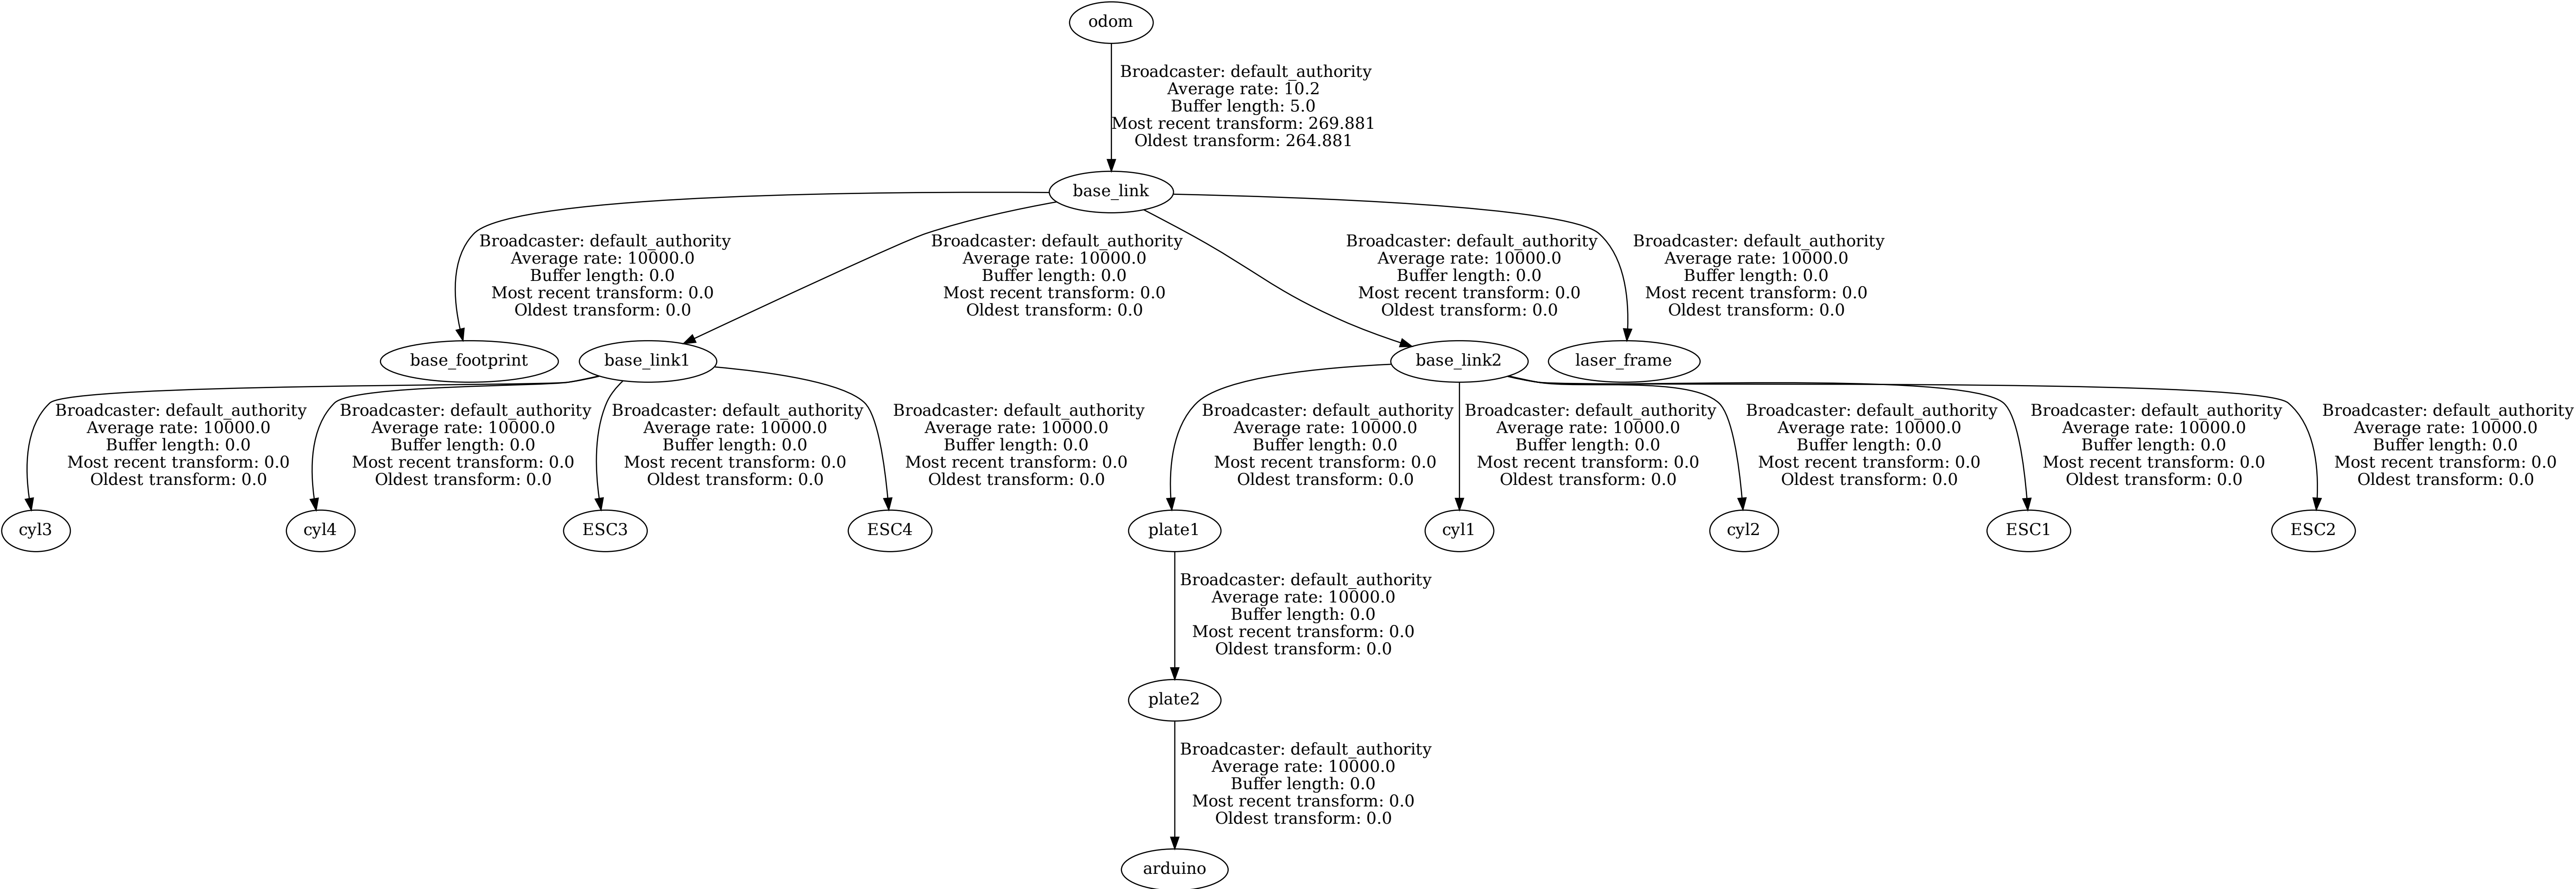 odom
Broadcaster: default_authority
Average rate: 10.2
Buffer length: 5.0
Most recent transform: 269.881
Oldest transform: 264.881
base_link
Broadcaster: default_authority
Average rate: 10000.0
Buffer length: 0.0
Most recent transform: 0.0
Oldest transform: 0.0
Broadcaster: default_authority
Average rate: 10000.0
Buffer length: 0.0
Most recent transform: 0.0
Oldest transform: 0.0
Broadcaster: default_authority
Average rate: 10000.0
Buffer length: 0.0
Most recent transform: 0.0
Oldest transform: 0.0
Broadcaster: default_authority
Average rate: 10000.0
Buffer length: 0.0
Most recent transform: 0.0
Oldest transform: 0.0
base_footprint
base_link1
base_link2
laser_frame
Broadcaster: default_authority
Average rate: 10000.0
Buffer length: 0.0
Most recent transform: 0.0
Oldest transform: 0.0
Broadcaster: default_authority
Average rate: 10000.0
Buffer length: 0.0
Most recent transform: 0.0
Oldest transform: 0.0
Broadcaster: default_authority
Average rate: 10000.0
Buffer length: 0.0
Most recent transform: 0.0
Oldest transform: 0.0
Broadcaster: default_authority
Average rate: 10000.0
Buffer length: 0.0
Most recent transform: 0.0
Oldest transform: 0.0
Broadcaster: default_authority
Average rate: 10000.0
Buffer length: 0.0
Most recent transform: 0.0
Oldest transform: 0.0
Broadcaster: default_authority
Average rate: 10000.0
Buffer length: 0.0
Most recent transform: 0.0
Oldest transform: 0.0
Broadcaster: default_authority
Average rate: 10000.0
Buffer length: 0.0
Most recent transform: 0.0
Oldest transform: 0.0
Broadcaster: default_authority
Average rate: 10000.0
Buffer length: 0.0
Most recent transform: 0.0
Oldest transform: 0.0
Broadcaster: default_authority
Average rate: 10000.0
Buffer length: 0.0
Most recent transform: 0.0
Oldest transform: 0.0
cyl3
cyl4
ESC3
ESC4
plate1
cyl1
cyl2
ESC1
ESC2
Broadcaster: default_authority
Average rate: 10000.0
Buffer length: 0.0
Most recent transform: 0.0
Oldest transform: 0.0
plate2
Broadcaster: default_authority
Average rate: 10000.0
Buffer length: 0.0
Most recent transform: 0.0
Oldest transform: 0.0
arduino